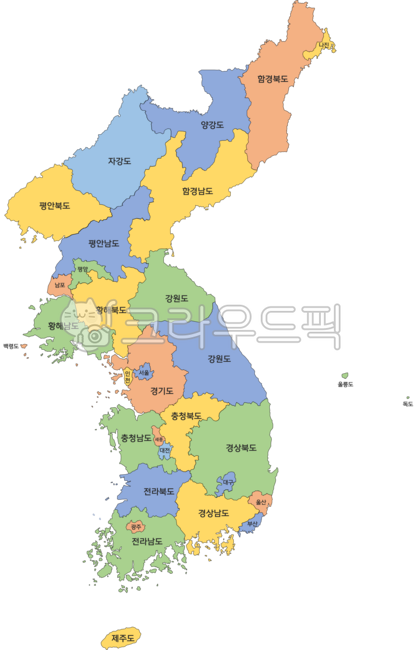 나진
함경북도
양강도
자강도
함경남도
평안북도
평안남도
평양
남포
황해북도
강원도
황해남도
크라우드픽
백령도
강원도
서울
인천
경기도
울릉도
독도
충청북도
충청남도
세종
대전
경상북도
대구
전라북도
울산
경상남도
부산
광주
전라남도
제주도